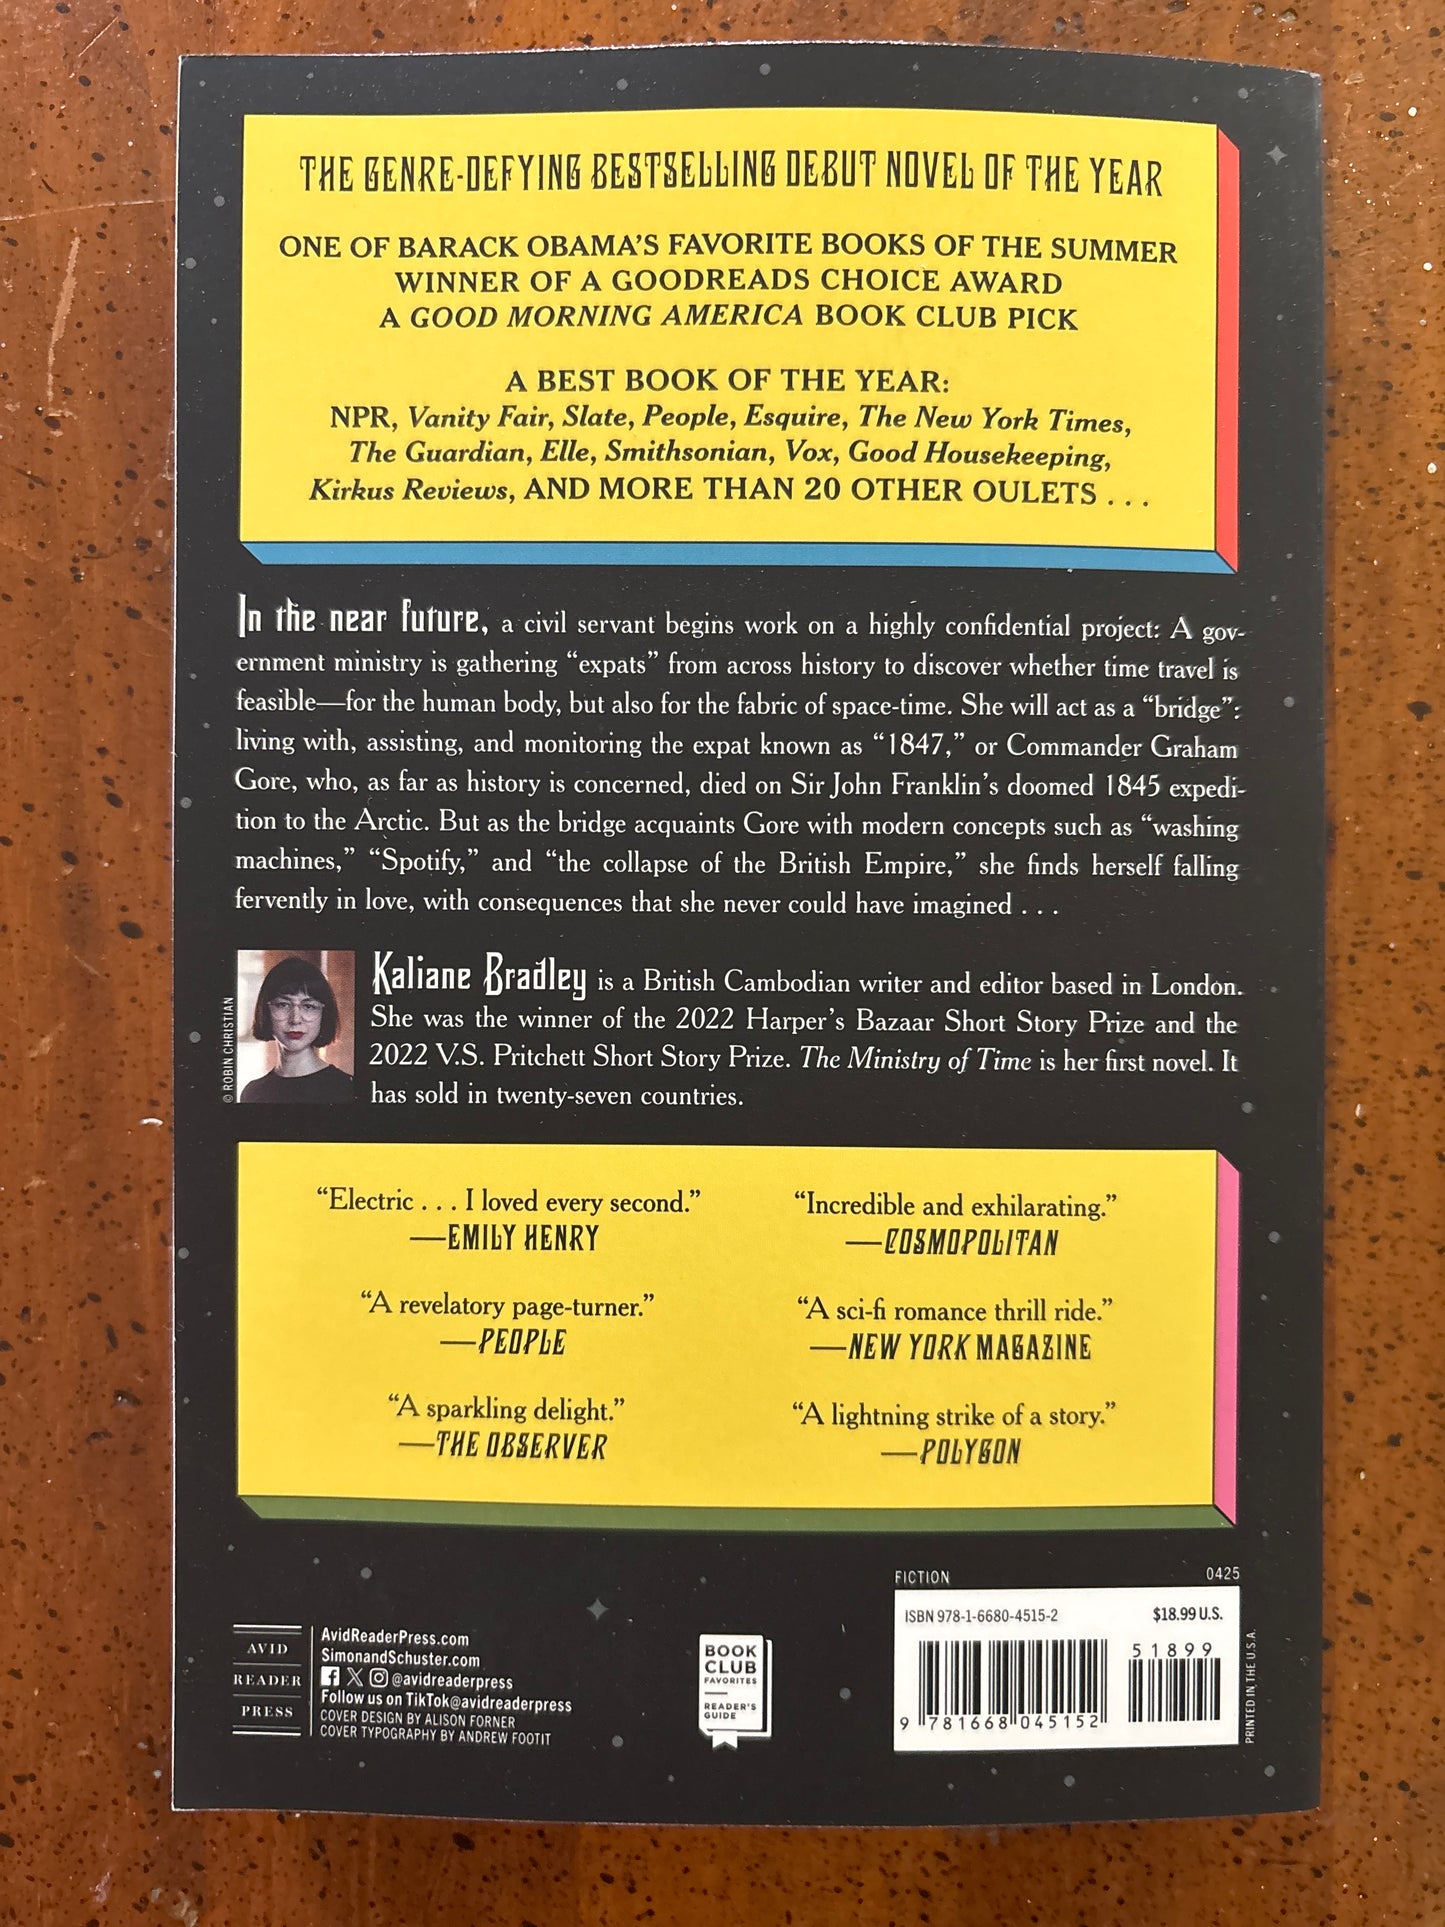 THE GENRE-DEFYING BESTSELLING DEBUT NOVEL OF THE YEAR
ONE OF BARACK OBAMA'S FAVORITE BOOKS OF THE SUMMER
WINNER OF A GOODREADS CHOICE AWARD
A GOOD MORNING AMERICA BOOK CLUB PICK
A BEST BOOK OF THE YEAR:
NPR, Vanity Fair, Slate, People, Esquire, The New York Times,
The Guardian, Elle, Smithsonian, Vox, Good Housekeeping,
Kirkus Reviews, AND MORE THAN 20 OTHER OULETS . . .
In the near future, a civil servant begins work on a highly confidential project: A gov-
ernment ministry is gathering “expats” from across history to discover whether time travel is
feasible—for the human body, but also for the fabric of space-time. She will act as a “bridge”:
living with, assisting, and monitoring the expat known as “1847,” or Commander Graham
Gore, who, as far as history is concerned, died on Sir John Franklin’s doomed 1845 expedi-
tion to the Arctic. But as the bridge acquaints Gore with modern concepts such as “washing
machines,” “Spotify,” and “the collapse of the British Empire,” she finds herself falling
fervently in love, with consequences that she never could have imagined . . .
© ROBIN CHRISTIAN
Kaliane Bradley is a British Cambodian writer and editor based in London.
She was the winner of the 2022 Harper’s Bazaar Short Story Prize and the
2022 V.S. Pritchett Short Story Prize. The Ministry of Time is her first novel. It
has sold in twenty-seven countries.
“Electric . . . I loved every second.”
—EMILY HENRY
“A revelatory page-turner.”
—PEOPLE
“A sparkling delight.”
—THE OBSERVER
“Incredible and exhilarating.”
—COSMOPOLITAN
“A sci-fi romance thrill ride.”
—NEW YORK MAGAZINE
“A lightning strike of a story.”
—POLYGON
AVID
READER
PRESS
AvidReaderPress.com
SimonandSchuster.com
@avidreaderpress
Follow us on TikTok@avidreaderpress
COVER DESIGN BY ALISON FORNER
COVER TYPOGRAPHY BY ANDREW FOOTIT
BOOK
CLUB
FAVORITES
READER'S
GUIDE
FICTION 0425
ISBN 978-1-6680-4515-2 $18.99 U.S.
51899
9 781668 045152
PRINTED IN THE U.S.A.